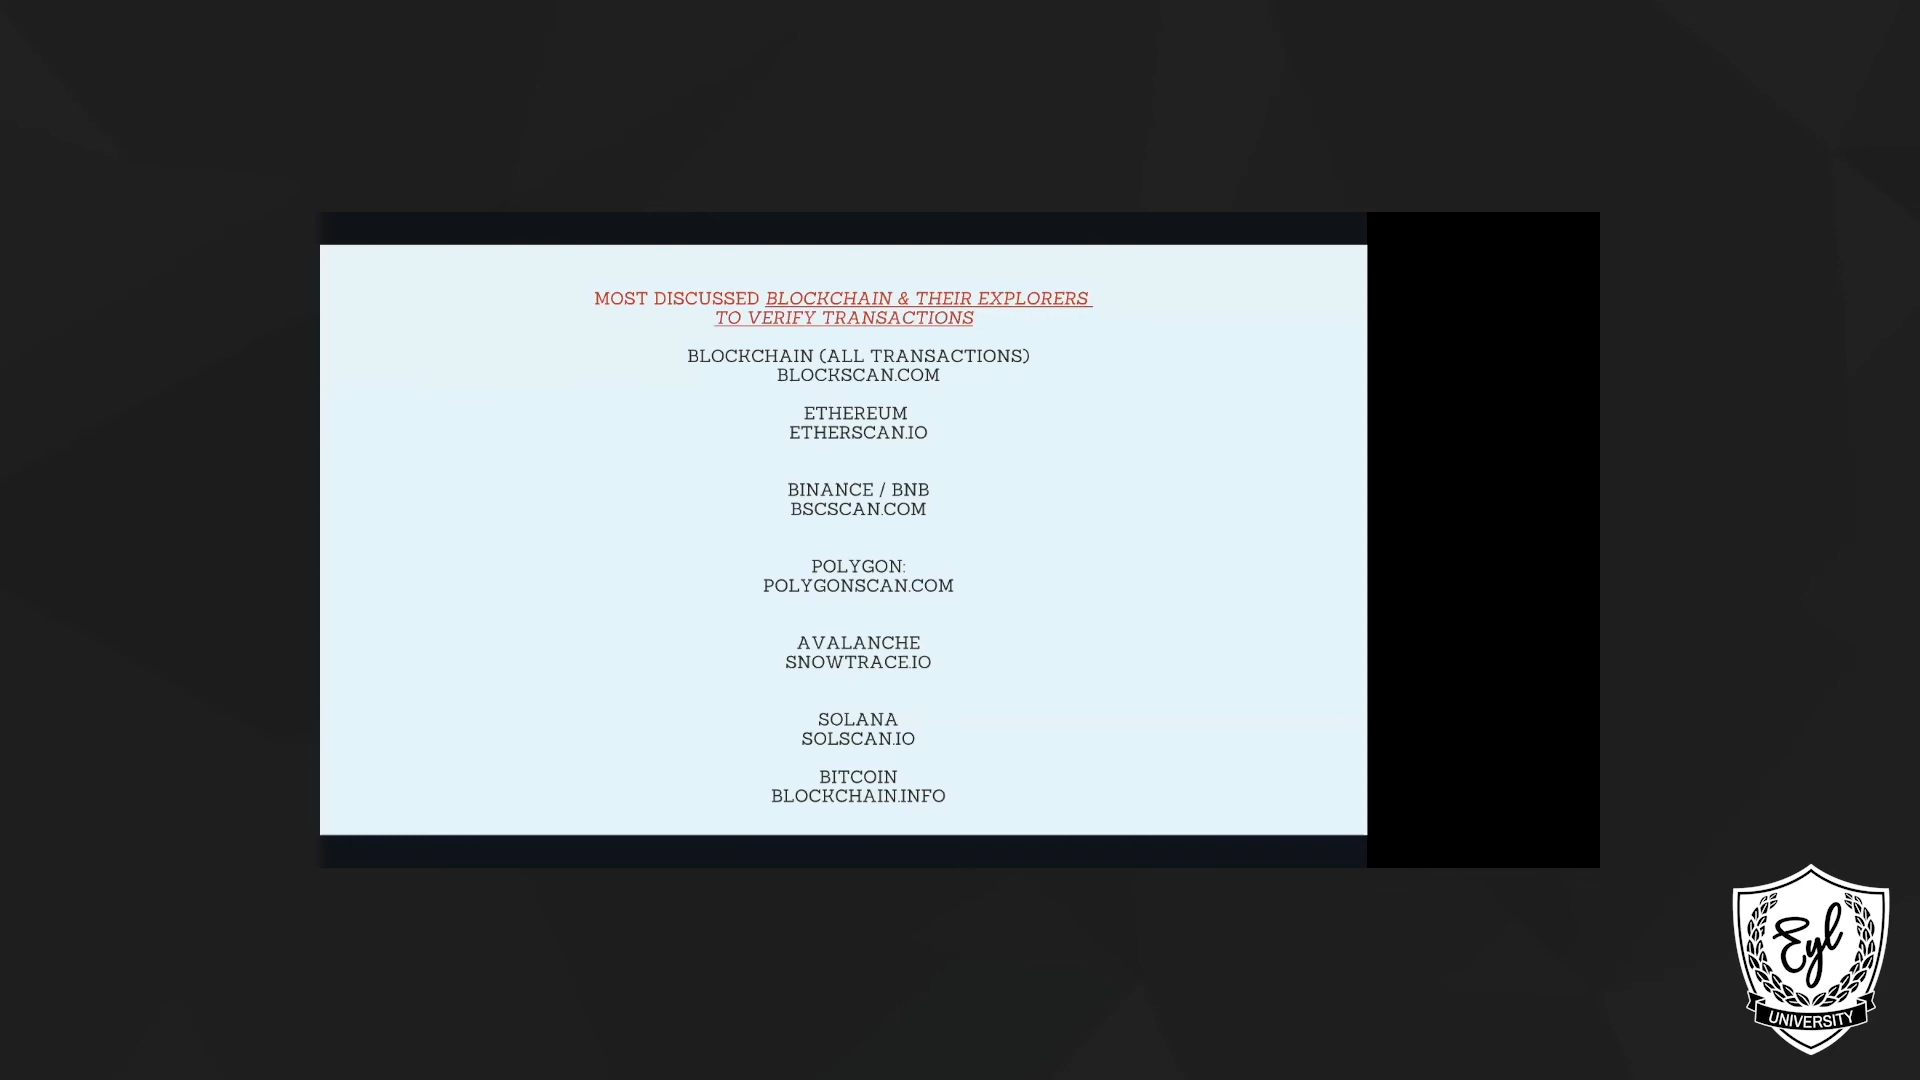 MOST DISCUSSED BLOCKCHAIN & THEIR EXPLORERS
TO VERIFY TRANSACTIONS
BLOCKCHAIN (ALL TRANSACTIONS)
BLOCKSCAN.COM
ETHEREUM
ETHERSCAN.IO
BINANCE / BNB
BSCSCAN.COM
POLYGON:
POLYGONSCAN.COM
AVALANCHE
SNOWTRACE.IO
SOLANA
SOLSCAN.IO
BITCOIN
BLOCKCHAIN.INFO
Eyl
UNIVERSITY